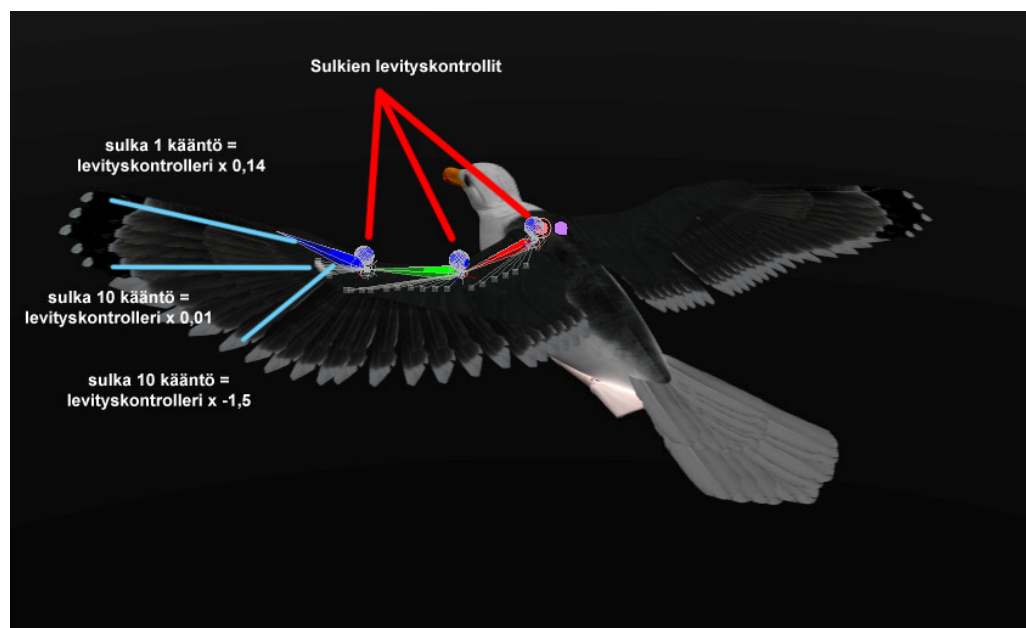 Sulkien levityskontrollit
sulka 1 kääntö =
levityskontrolleri x 0,14
sulka 10 kääntö =
levityskontrolleri x 0,01
sulka 10 kääntö =
levityskontrolleri x -1,5